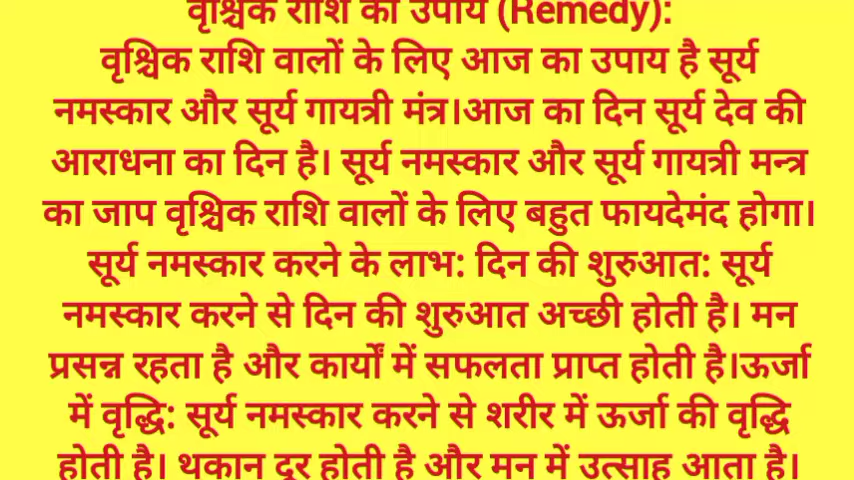 वृश्चिक राशि का उपाय (Remedy):
वृश्चिक राशि वालों के लिए आज का उपाय है सूर्य
नमस्कार और सूर्य गायत्री मंत्र।आज का दिन सूर्य देव की
आराधना का दिन है। सूर्य नमस्कार और सूर्य गायत्री मन्त्र
का जाप वृश्चिक राशि वालों के लिए बहुत फायदेमंद होगा।
सूर्य नमस्कार करने के लाभ: दिन की शुरुआत: सूर्य
नमस्कार करने से दिन की शुरुआत अच्छी होती है। मन
प्रसन्न रहता है और कार्यों में सफलता प्राप्त होती है।ऊर्जा
में वृद्धि: सूर्य नमस्कार करने से शरीर में ऊर्जा की वृद्धि
होती है। थकान दूर होती है और मन में उत्साह आता है।